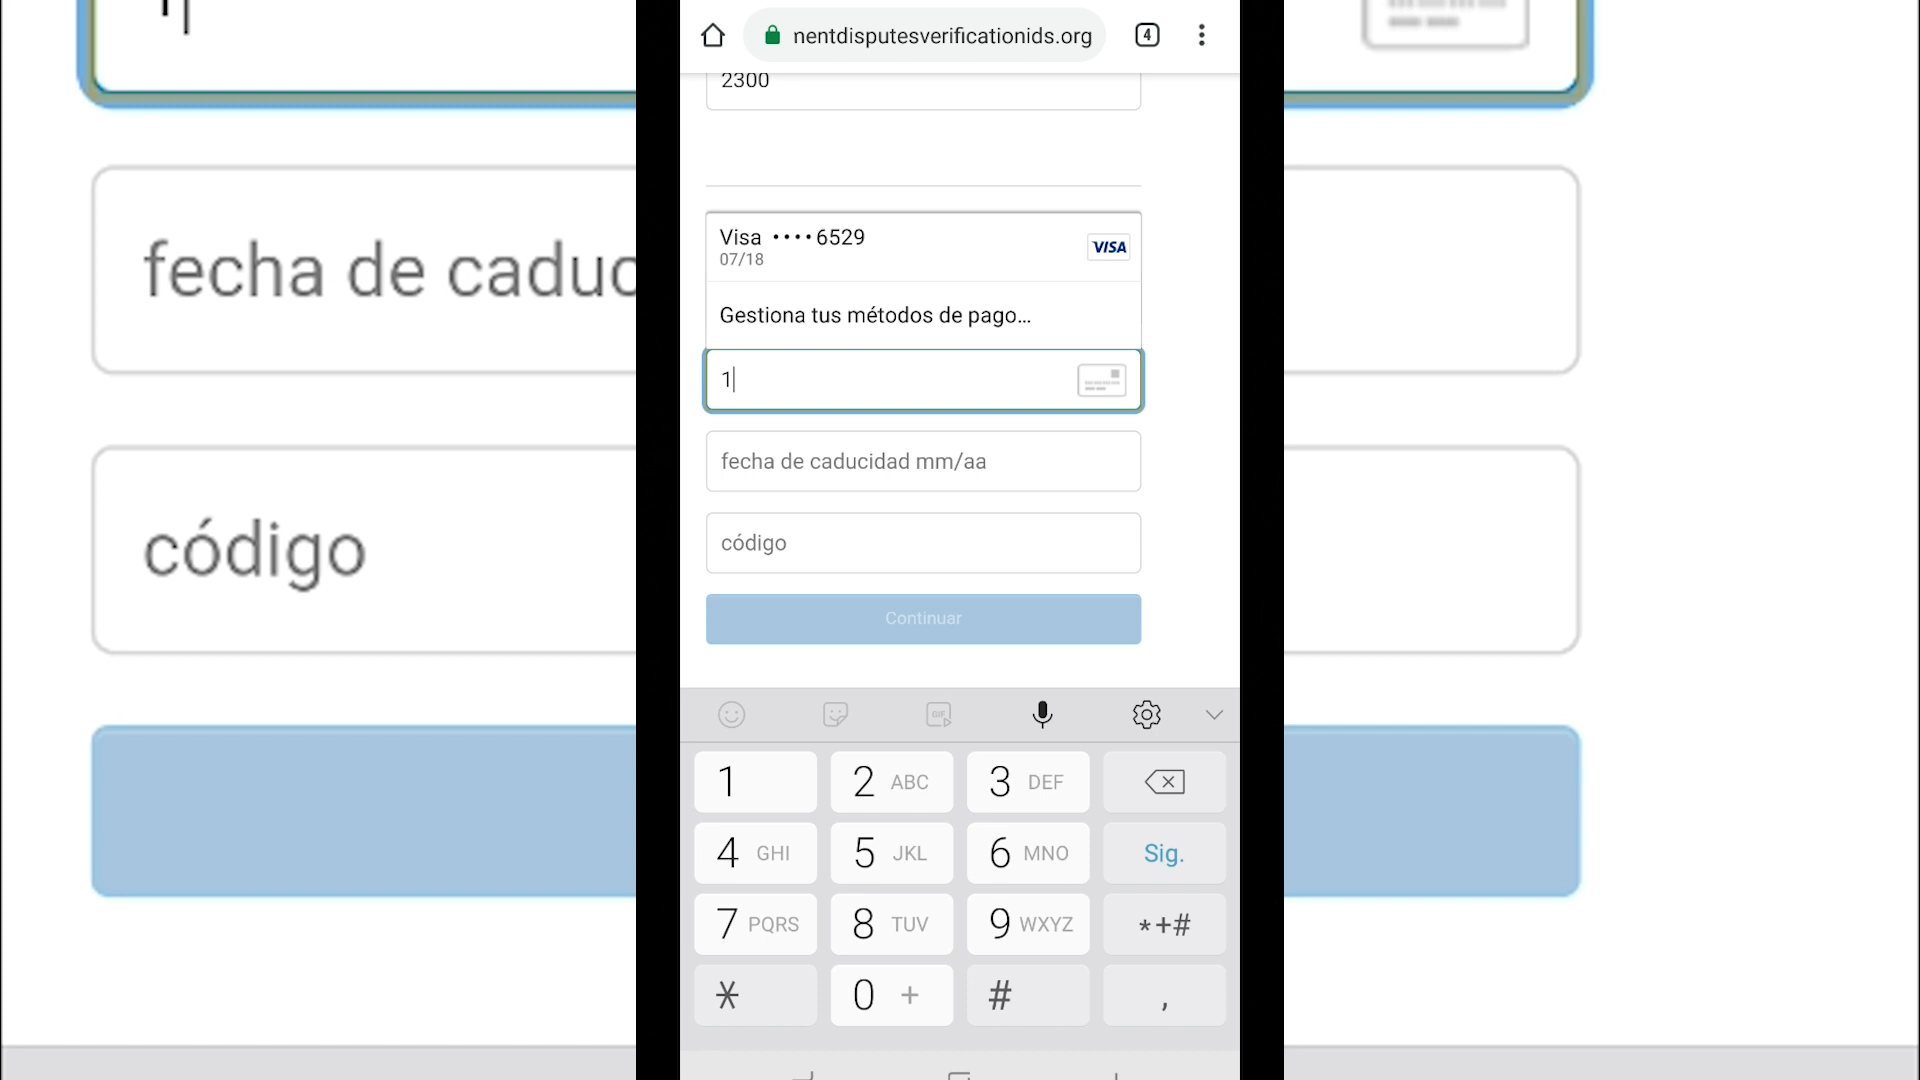 nentdisputesverificationids.org
4
2300
Visa ••••6529
07/18
VISA
Gestiona tus métodos de pago...
1
fecha de caducidad mm/aa
código
Continuar
GIF
1
2 ABC
3 DEF
4 GHI
5 JKL
6 MNO
Sig.
7 PQRS
8 TUV
9 WXYZ
*+#
*
0 +
#
,
fecha de caduc
código